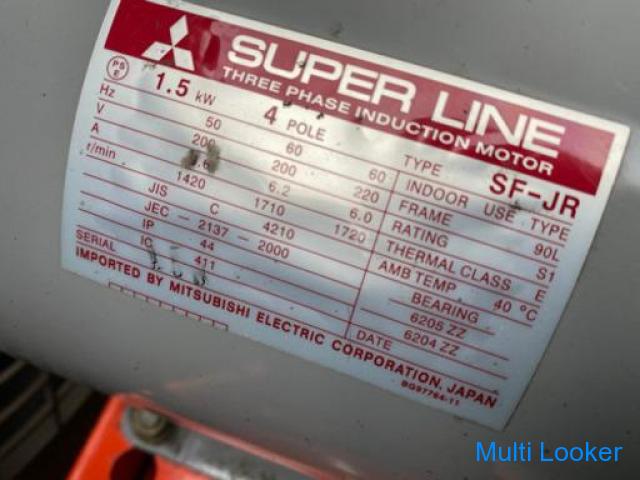 SUPER LINE
THREE PHASE INDUCTION MOTOR
PS E 1.5 kW 4 POLE TYPE SF-JR
Hz 50 60 60 INDOOR USE TYPE
V 200 200 220 FRAME 90L
A 6.2 6.0 RATING S1
r/min 1420 1710 1720 THERMAL CLASS E
JIS C 4210 AMB TEMP 40 °C
JEC-2137-2000 BEARING
IP 44 6205 ZZ
IC 411 6204 ZZ
SERIAL DATE
IMPORTED BY MITSUBISHI ELECTRIC CORPORATION, JAPAN
BG97764-11
Multi Looker